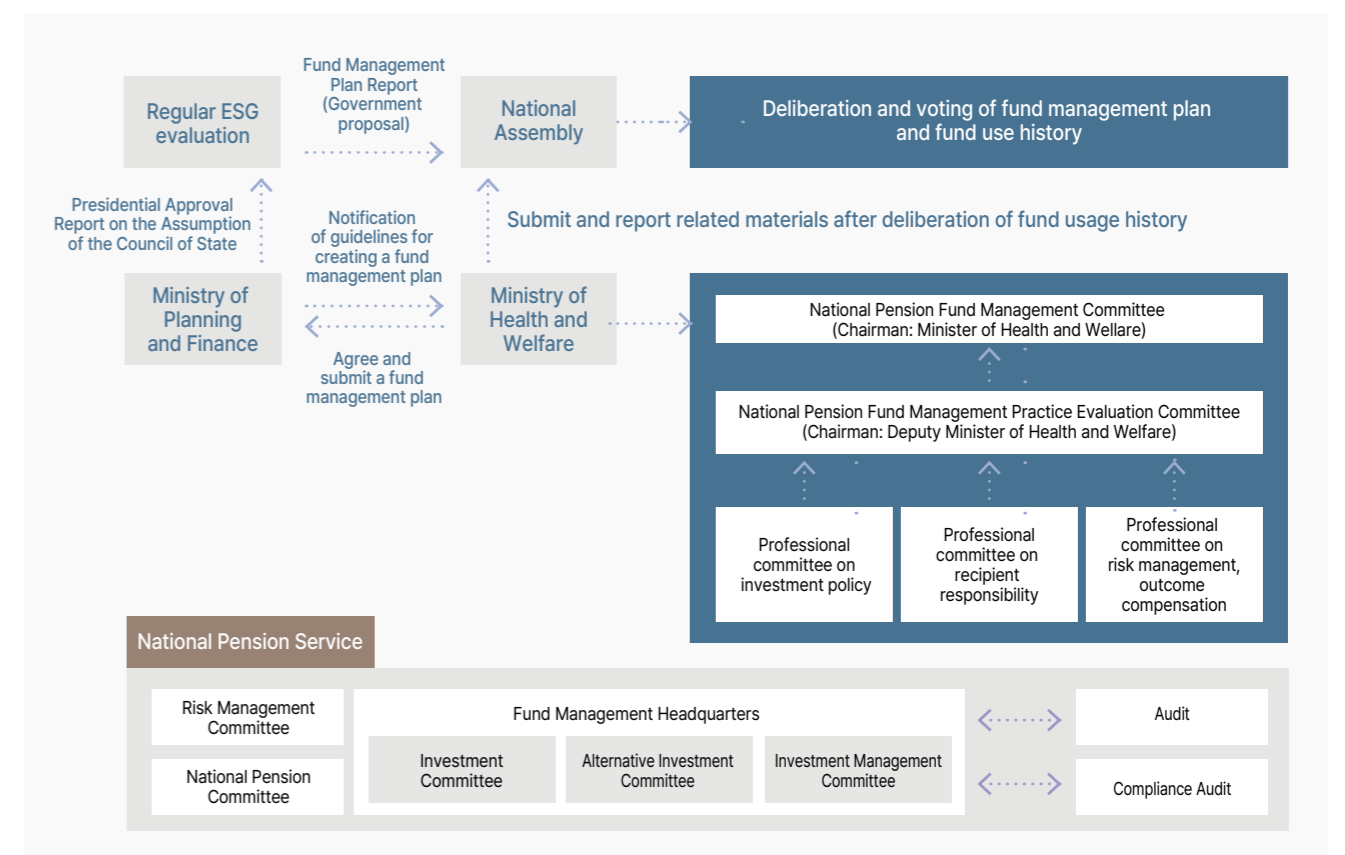 Fund Management
Plan Report
(Government
proposal)
Regular ESG
evaluation
National
Assembly
Deliberation and voting of fund management plan
and fund use history
Presidential Approval
Report on the Assumption
of the Council of State
Notification
of guidelines for
creating a fund
management plan
Submit and report related materials after deliberation of fund usage history
Ministry of
Planning
and Finance
Ministry of
Health and
Welfare
Agree and
submit a fund
management plan
National Pension Fund Management Committee
(Chairman: Minister of Health and Wellare)
National Pension Fund Management Practice Evaluation Committee
(Chairman: Deputy Minister of Health and Welfare)
Professional
committee on
investment policy
Professional
committee on
recipient
responsibility
Professional
committee on
risk management,
outcome
compensation
National Pension Service
Risk Management
Committee
National Pension
Committee
Fund Management Headquarters
Investment
Committee
Alternative Investment
Committee
Investment Management
Committee
Audit
Compliance Audit